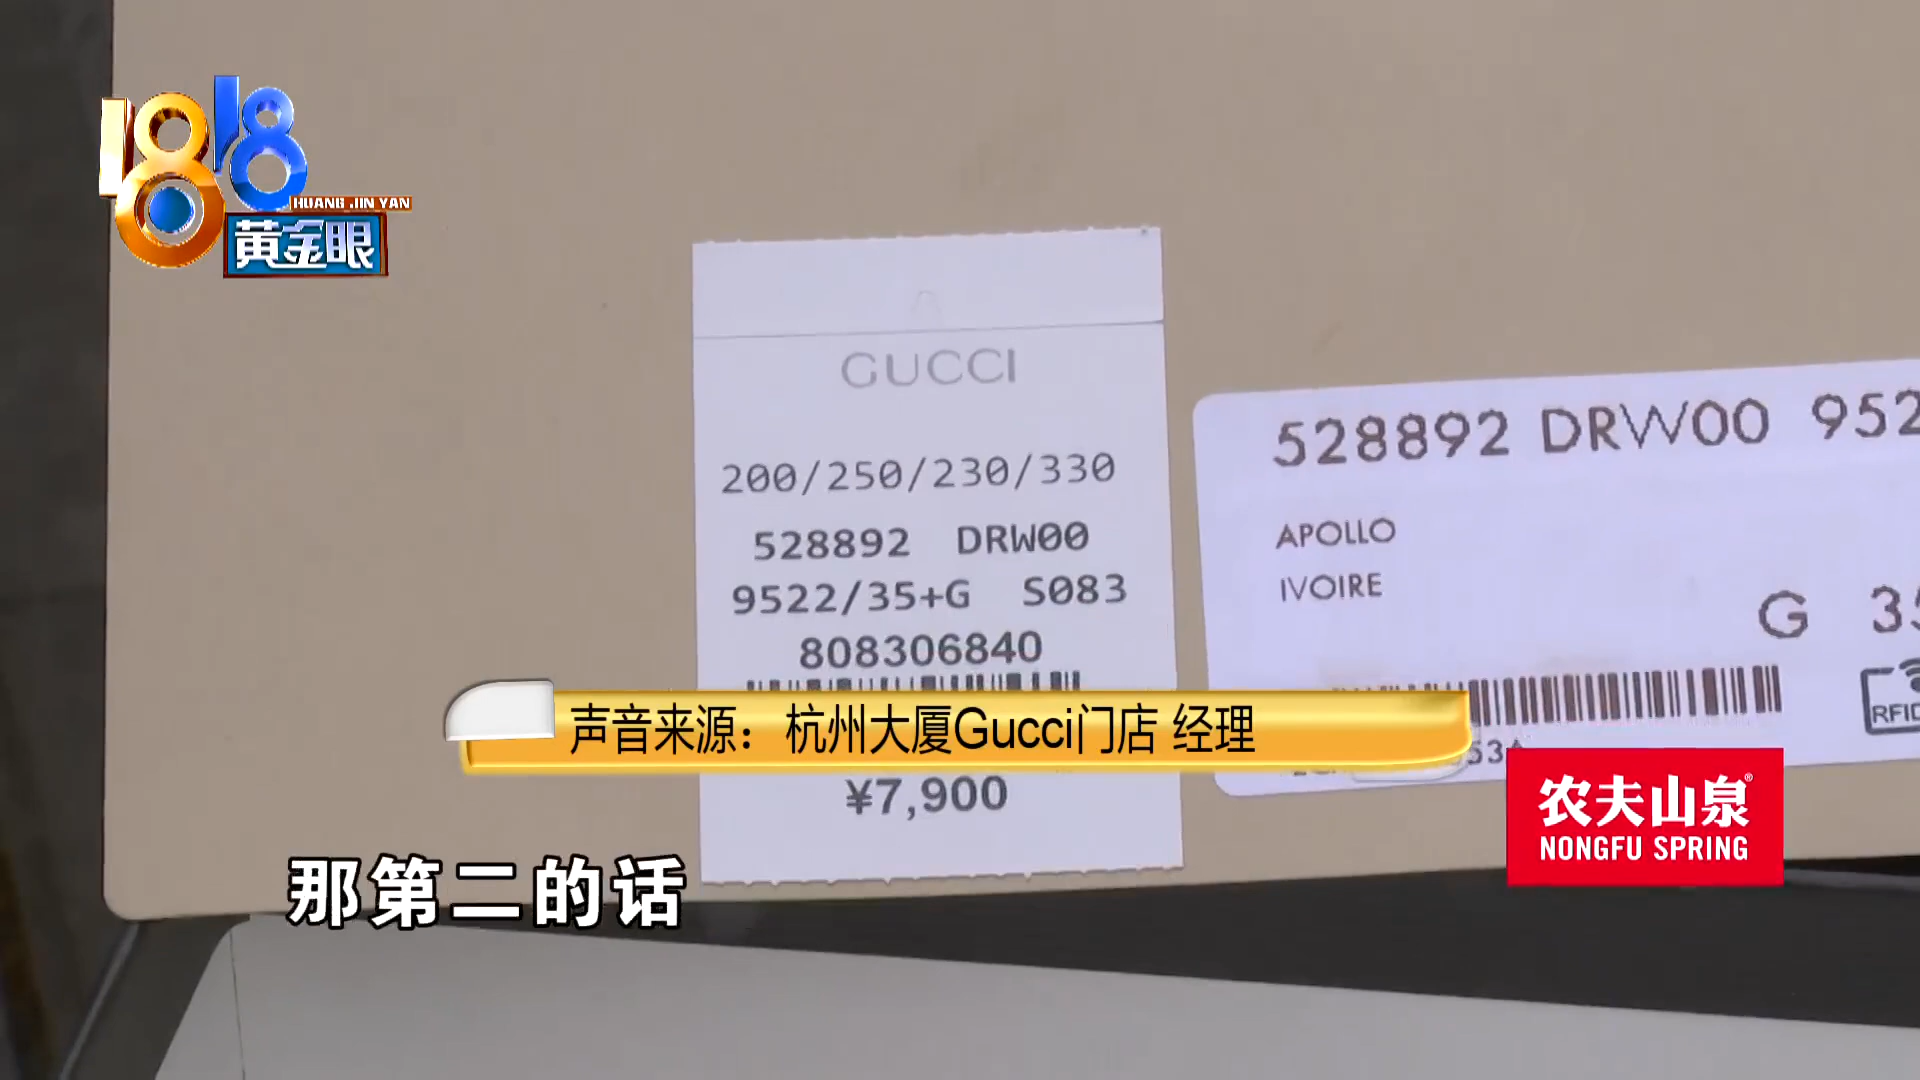 1818
HUANG JIN YAN
黄金眼
GUCCI
200/250/230/330
528892 DRW00
9522/35+G S083
808306840
¥7,900
528892 DRW00 952
APOLLO
IVOIRE
G 35
RFID
声音来源：杭州大厦Gucci门店 经理
农夫山泉®
NONGFU SPRING
那第二的话